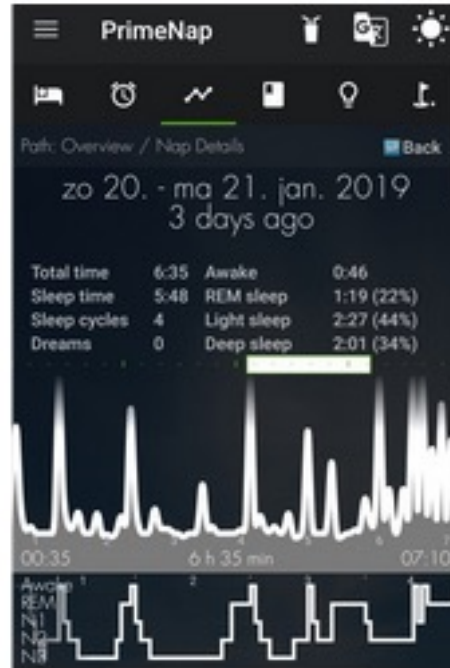 PrimeNap
Path: Overview / Nap Details
Back
zo 20. - ma 21. jan. 2019
3 days ago
Total time 6:35 Awake 0:46
Sleep time 5:48 REM sleep 1:19 (22%)
Sleep cycles 4 Light sleep 2:27 (44%)
Dreams 0 Deep sleep 2:01 (34%)
00:35 6 h 35 min 07:10
Awake
REM